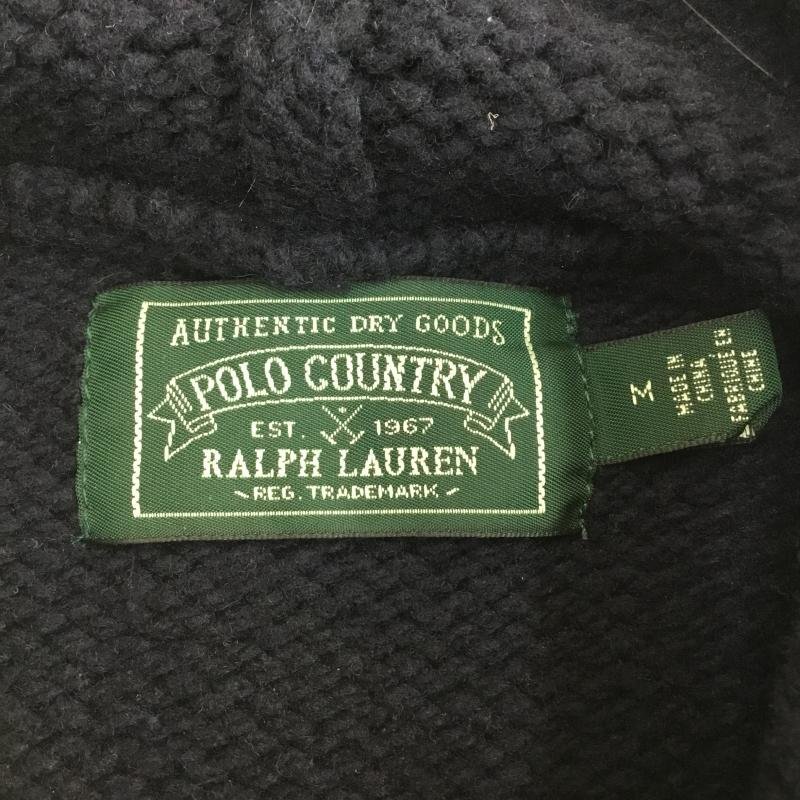 AUTHENTIC DRY GOODS
POLO COUNTRY
EST. 1967
RALPH LAUREN
REG. TRADEMARK
M
MADE IN
CHINA
FABRIQUÉ EN
CHINE